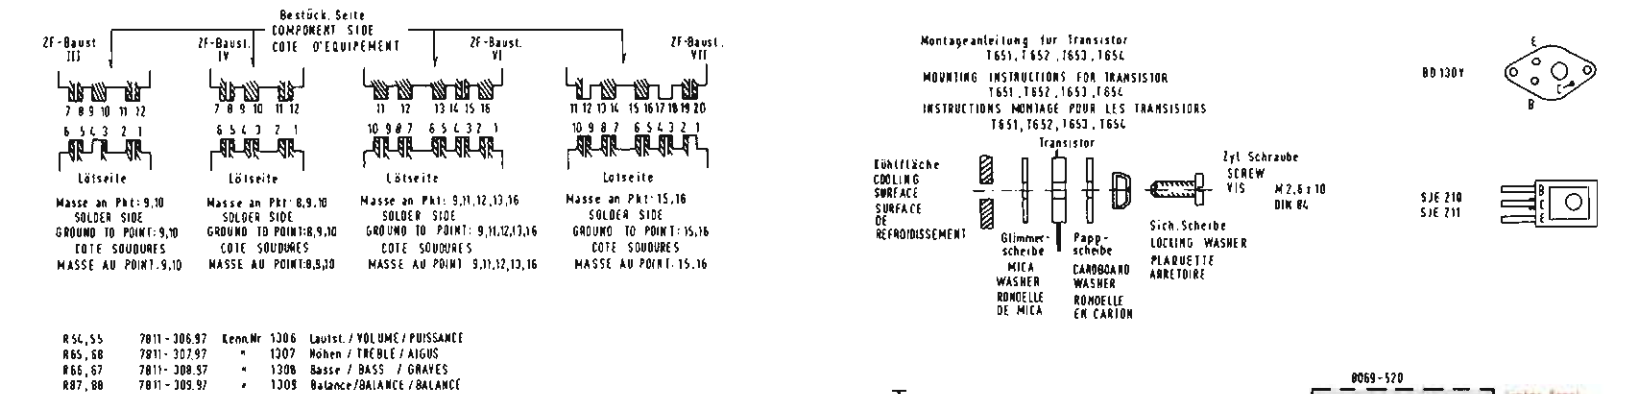 Bestück. Seite
COMPONENT SIDE
COTE D'EQUIPEMENT
ZF-Baust
III
ZF-Baust.
IV
ZF-Baust.
VI
ZF-Baust.
VII
7 8 9 10 11 12
7 8 9 10 11 12
11 12 13 14 15 16
11 12 13 14 15 16 17 18 19 20
6 5 4 3 2 1
6 5 4 3 2 1
10 9 8 7 6 5 4 3 2 1
10 9 8 7 6 5 4 3 2 1
Lötseite
Lötseite
Lötseite
Lotseite
Masse an Pkt: 9,10
SOLDER SIDE
GROUND TO POINT: 9,10
COTE SOUDURES
MASSE AU POINT: 9,10
Masse an Pkt: 8,9,10
SOLDER SIDE
GROUND TO POINT:8,9,10
COTE SOUDURES
MASSE AU POINT:8,9,10
Masse an Pkt: 9,11,12,13,16
SOLDER SIDE
GROUND TO POINT: 9,11,12,13,16
COTE SOUDURES
MASSE AU POINT 9,11,12,13,16
Masse an Pkt: 15,16
SOLDER SIDE
GROUND TO POINT: 15,16
COTE SOUDURES
MASSE AU POINT: 15,16
R54,55 7811-306.97 Kenn.Nr 1306 Lautst. / VOLUME / PUISSANCE
R65,68 7811-307.97 " 1307 Höhen / TREBLE / AIGUS
R66,67 7811-308.97 " 1308 Bässe / BASS / GRAVES
R87,88 7811-309.97 " 1309 Balance/BALANCE/BALANCE
Montageanleitung für Transistor
T651, T652, T653, T654
MOUNTING INSTRUCTIONS FOR TRANSISTOR
T651, T652, T653, T654
INSTRUCTIONS MONTAGE POUR LES TRANSISTORS
T651, T652, T653, T654
Transistor
Kühlfläche
COOLING
SURFACE
SURFACE
DE
REFROIDISSEMENT
Glimmer-
scheibe
MICA
WASHER
RONDELLE
DE MICA
Papp-
scheibe
CARDBOARD
WASHER
RONDELLE
EN CARTON
Zyl. Schraube
SCREW
VIS
M 2,6 x 10
DIN 84
Sich. Scheibe
LOCKING WASHER
PLAQUETTE
ARRETOIRE
BD 130Y
E
C
B
SJE 210
SJE 211
B
C
E
8069-520